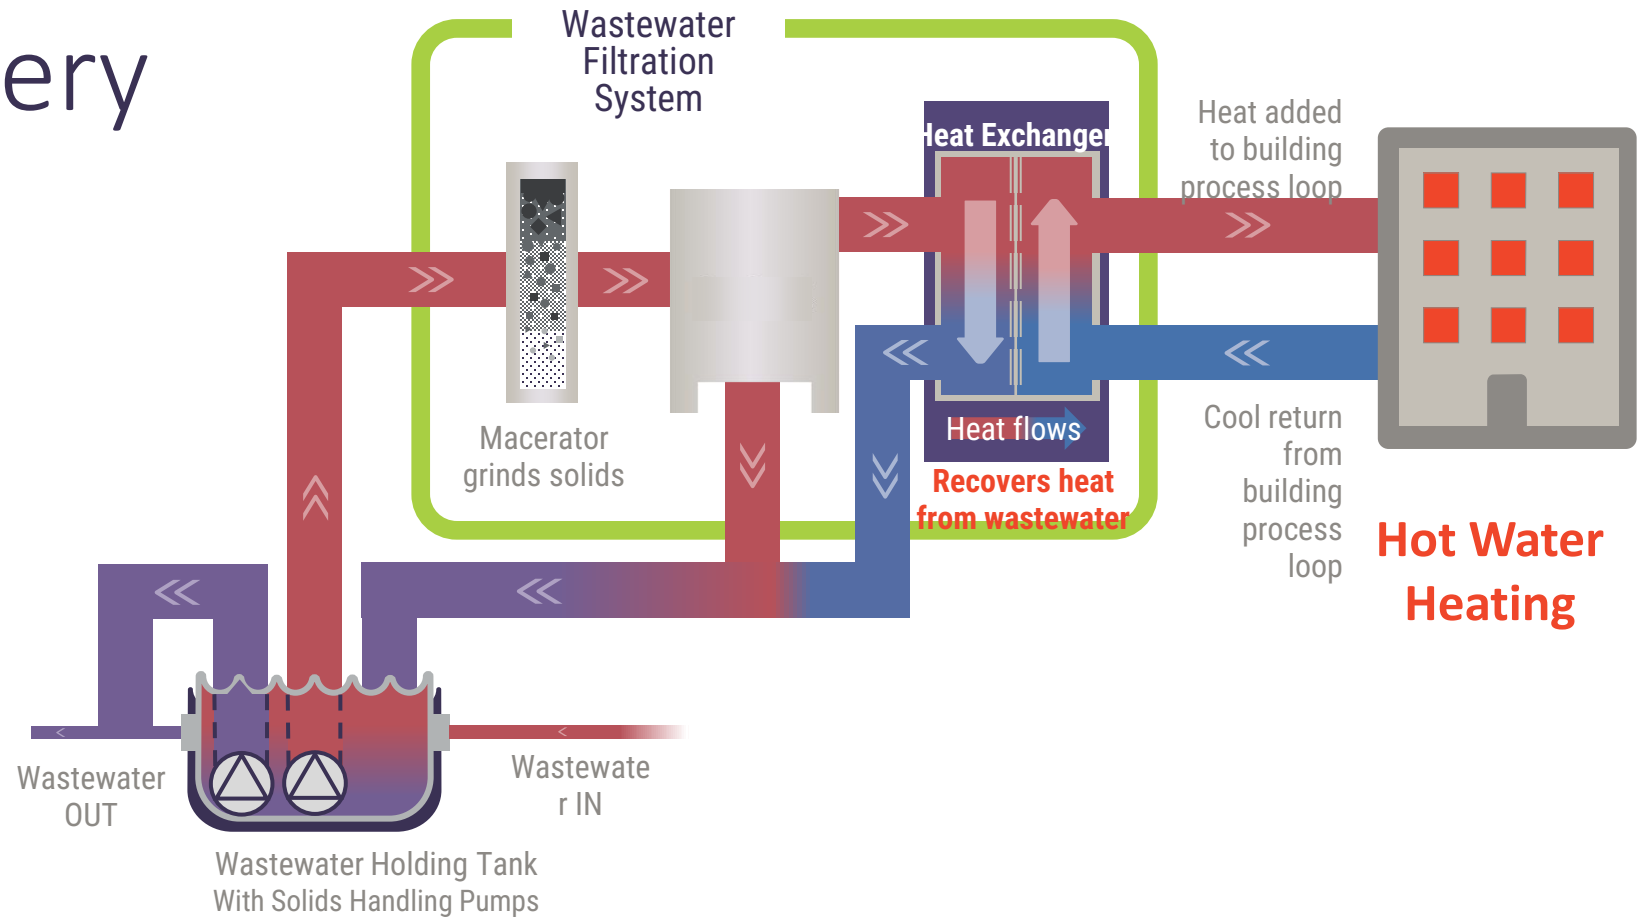 ery
Wastewater
Filtration
System
Heat Exchanger
Heat added
to building
process loop
Macerator
grinds solids
Heat flows
Recovers heat
from wastewater
Cool return
from
building
process
loop
Hot Water
Heating
Wastewater
OUT
Wastewate
r IN
Wastewater Holding Tank
With Solids Handling Pumps